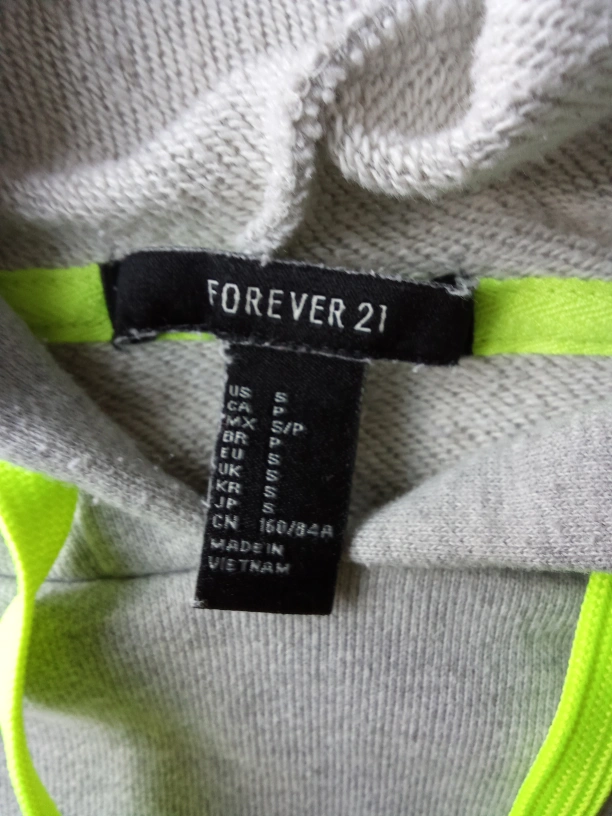 FOREVER 21
US S
CA P
MX S/P
BR P
EU S
UK S
KR S
JP S
CN 160/84A
MADE IN
VIETNAM